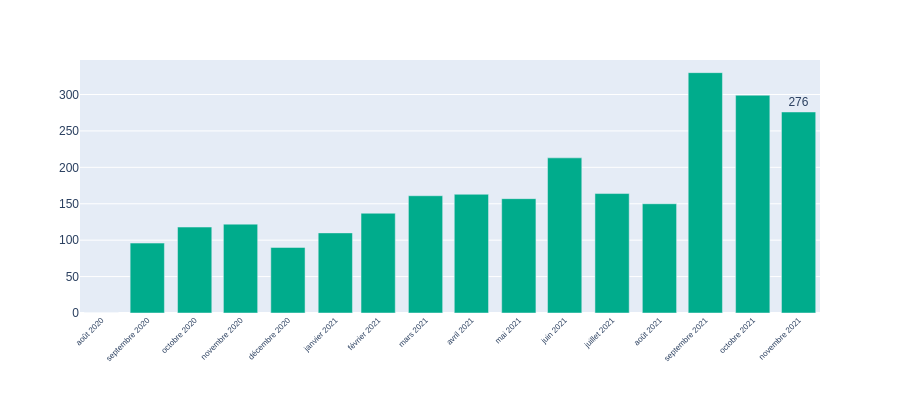 300
250
200
150
100
50
0
276
août 2020
septembre 2020
octobre 2020
novembre 2020
décembre 2020
janvier 2021
février 2021
mars 2021
avril 2021
mai 2021
juin 2021
juillet 2021
août 2021
septembre 2021
octobre 2021
novembre 2021